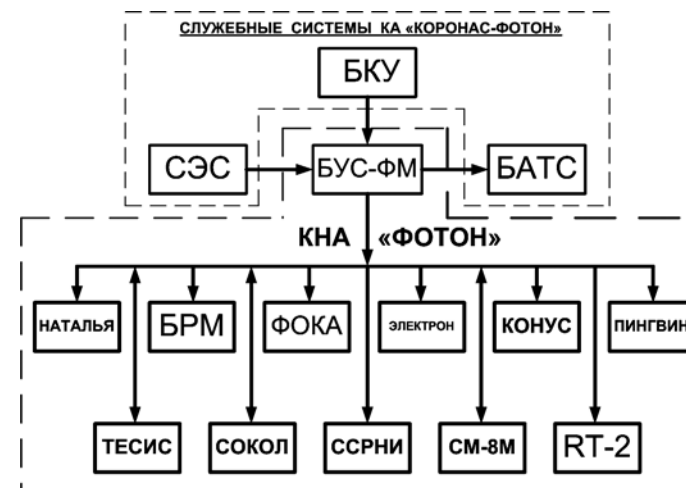 СЛУЖЕБНЫЕ СИСТЕМЫ КА «КОРОНАС-ФОТОН»
БКУ
СЭС
БУС-ФМ
БАТС
КНА «ФОТОН»
НАТАЛЬЯ
БРМ
ФОКА
ЭЛЕКТРОН
КОНУС
ПИНГВИН
ТЕСИС
СОКОЛ
ССРНИ
СМ-8М
RT-2